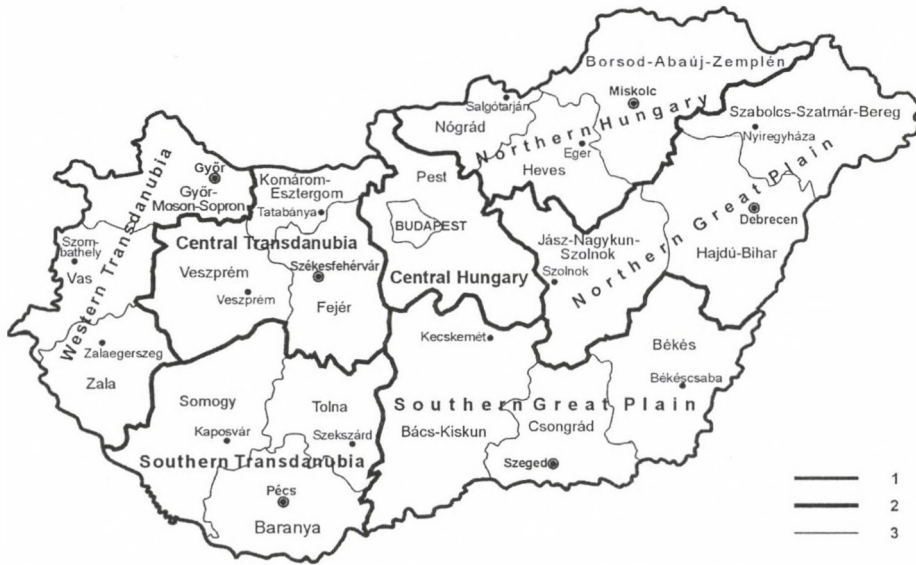 Borsod-Abaúj-Zemplén
Miskolc
Salgótarján
Nógrád
Northern Hungary
Eger
Heves
Szabolcs-Szatmár-Bereg
Nyíregyháza
Northern Great Plain
Debrecen
Hajdú-Bihar
Jász-Nagykun-
Szolnok
Szolnok
Pest
BUDAPEST
Central Hungary
Győr
Győr-
Moson-Sopron
Western Transdanubia
Szom-
bathely
Vas
Zalaegerszeg
Zala
Komárom-
Esztergom
Tatabánya
Central Transdanubia
Veszprém
Veszprém
Székesfehérvár
Fejér
Somogy
Kaposvár
Tolna
Szekszárd
Southern Transdanubia
Pécs
Baranya
Kecskemét
Southern Great Plain
Bács-Kiskun
Csongrád
Szeged
Békés
Békéscsaba
1
2
3